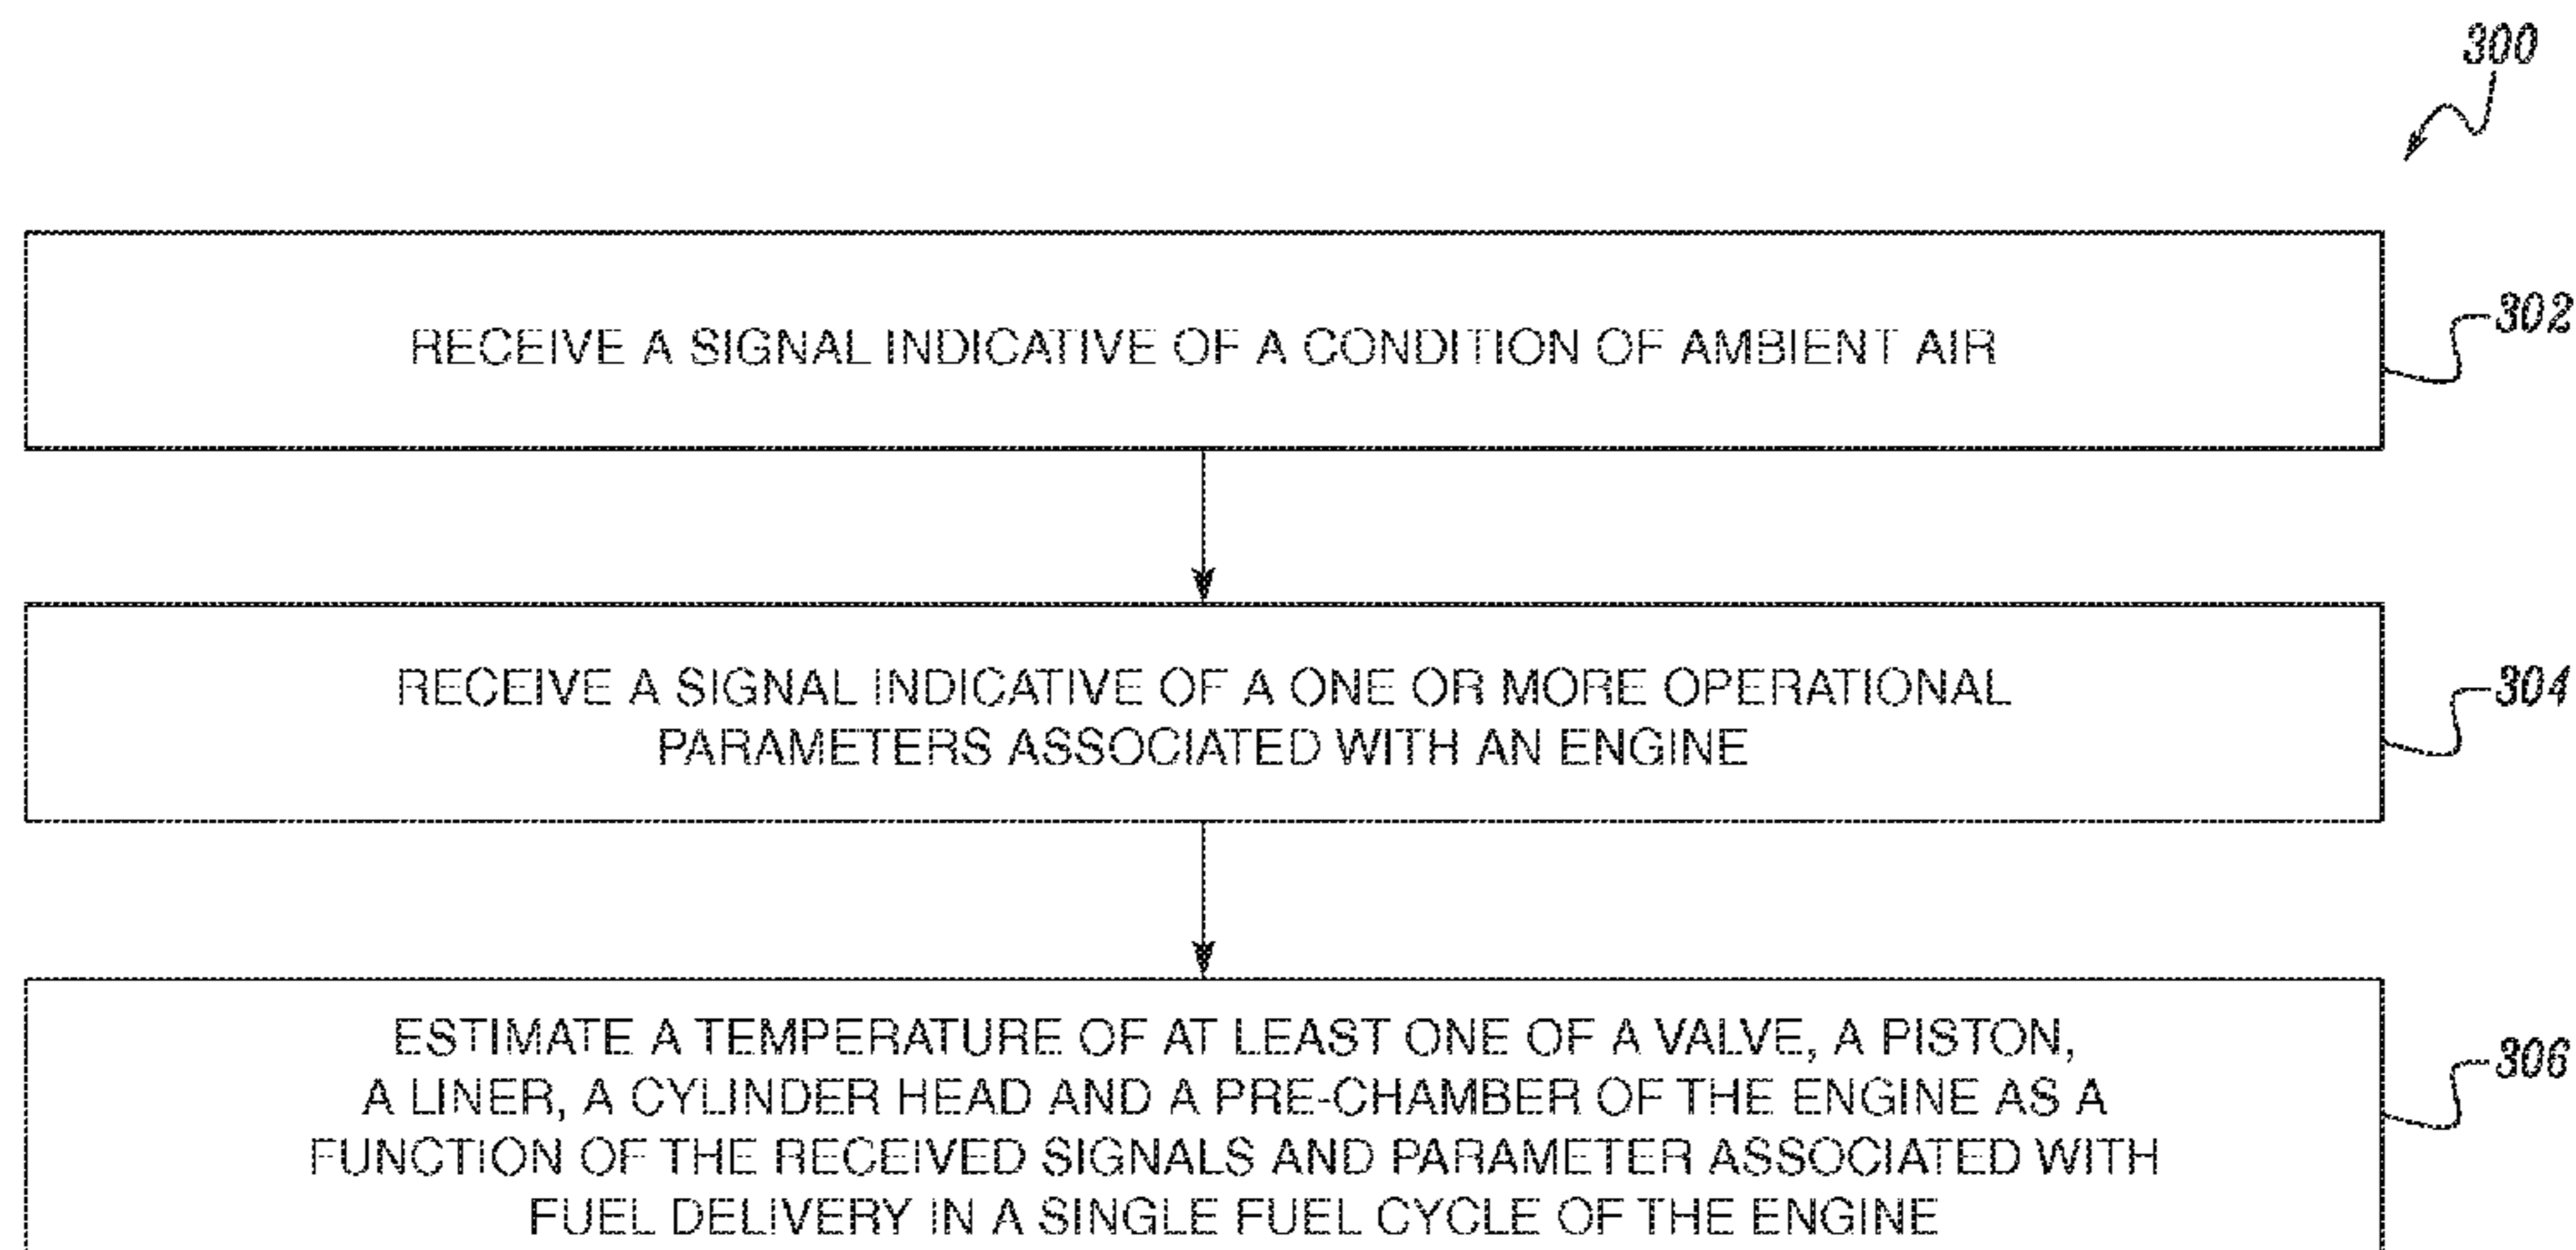 300
RECEIVE A SIGNAL INDICATIVE OF A CONDITION OF AMBIENT AIR
302
RECEIVE A SIGNAL INDICATIVE OF A ONE OR MORE OPERATIONAL
PARAMETERS ASSOCIATED WITH AN ENGINE
304
ESTIMATE A TEMPERATURE OF AT LEAST ONE OF A VALVE, A PISTON,
A LINER, A CYLINDER HEAD AND A PRE-CHAMBER OF THE ENGINE AS A
FUNCTION OF THE RECEIVED SIGNALS AND PARAMETER ASSOCIATED WITH
FUEL DELIVERY IN A SINGLE FUEL CYCLE OF THE ENGINE
306